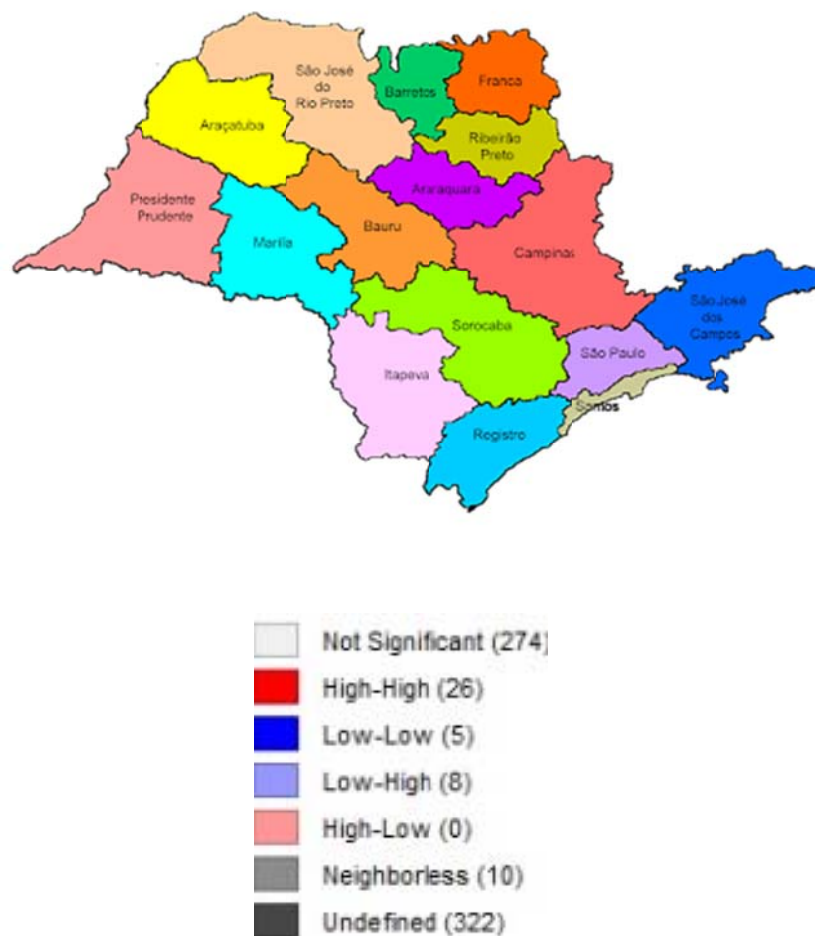 São José
do
Rio Preto
Barretos
Franca
Araçatuba
Ribeirão
Preto
Araraquara
Presidente
Prudente
Bauru
Marília
Campinas
São José
dos
Campos
Sorocaba
São Paulo
Itapeva
Santos
Registro
Not Significant (274)
High-High (26)
Low-Low (5)
Low-High (8)
High-Low (0)
Neighborless (10)
Undefined (322)